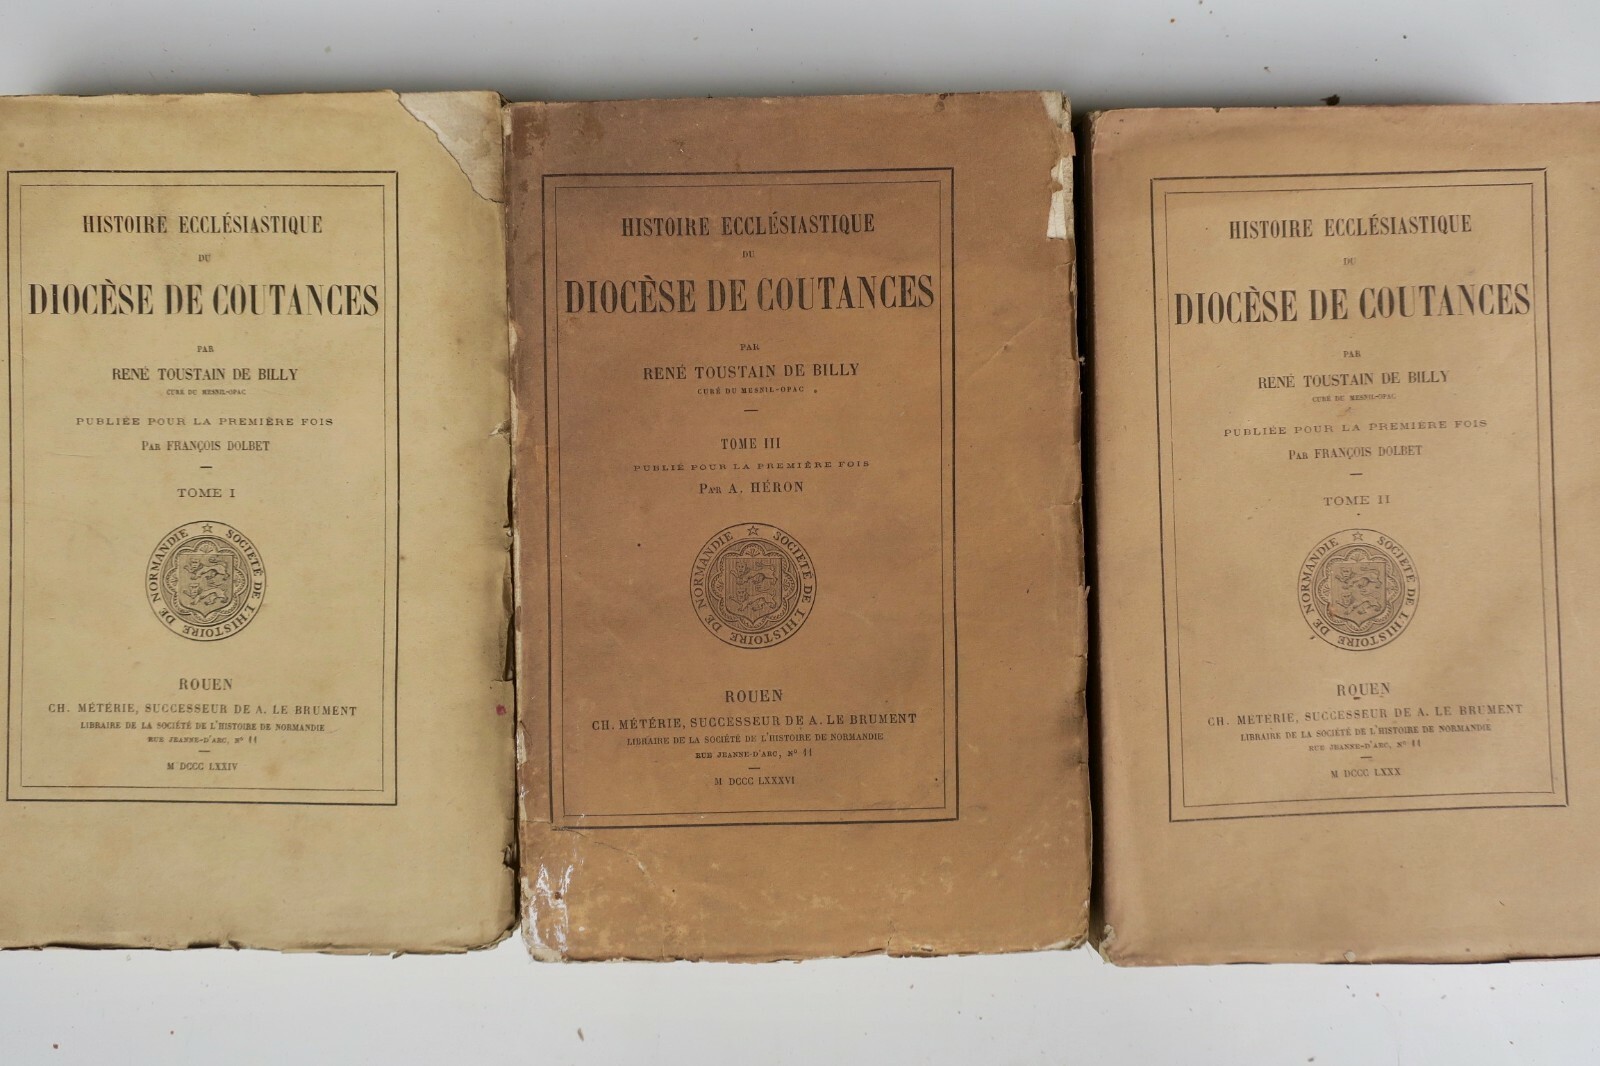 HISTOIRE ECCLÉSIASTIQUE
DU
DIOCÈSE DE COUTANCES
PAR
RENÉ TOUSTAIN DE BILLY
CURÉ DU MESNIL-OPAC
PUBLIÉE POUR LA PREMIÈRE FOIS
PAR FRANÇOIS DOLBET
TOME I
SOCIÉTÉ DE L'HISTOIRE DE NORMANDIE
ROUEN
CH. MÉTÉRIE, SUCCESSEUR DE A. LE BRUMENT
LIBRAIRE DE LA SOCIÉTÉ DE L'HISTOIRE DE NORMANDIE
RUE JEANNE-D'ARC, N° 11
M DCCC LXXIV
HISTOIRE ECCLÉSIASTIQUE
DU
DIOCÈSE DE COUTANCES
PAR
RENÉ TOUSTAIN DE BILLY
CURÉ DU MESNIL-OPAC
TOME III
PUBLIÉ POUR LA PREMIÈRE FOIS
PAR A. HÉRON
SOCIÉTÉ DE L'HISTOIRE DE NORMANDIE
ROUEN
CH. MÉTÉRIE, SUCCESSEUR DE A. LE BRUMENT
LIBRAIRE DE LA SOCIÉTÉ DE L'HISTOIRE DE NORMANDIE
RUE JEANNE-D'ARC, N° 11
M DCCC LXXXVI
HISTOIRE ECCLÉSIASTIQUE
DU
DIOCÈSE DE COUTANCES
PAR
RENÉ TOUSTAIN DE BILLY
CURÉ DU MESNIL-OPAC
PUBLIÉE POUR LA PREMIÈRE FOIS
PAR FRANÇOIS DOLBET
TOME II
SOCIÉTÉ DE L'HISTOIRE DE NORMANDIE
ROUEN
CH. MÉTÉRIE, SUCCESSEUR DE A. LE BRUMENT
LIBRAIRE DE LA SOCIÉTÉ DE L'HISTOIRE DE NORMANDIE
RUE JEANNE-D'ARC, N° 11
M DCCC LXXX